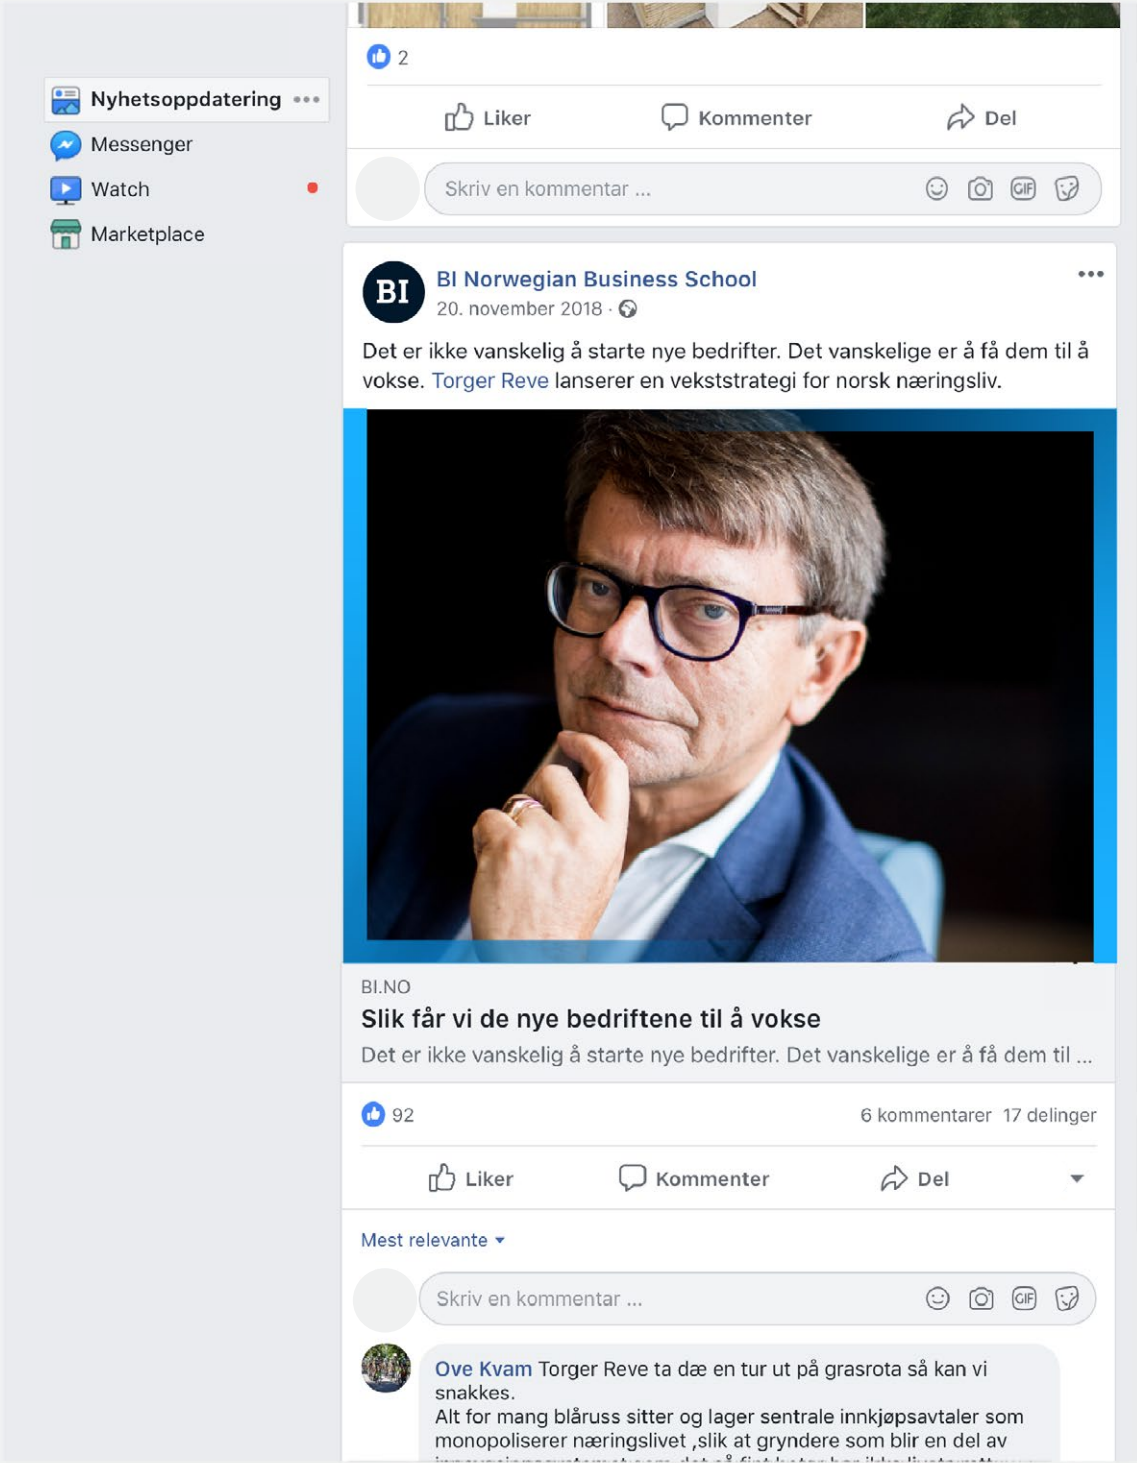 2
Liker Kommenter Del
Skriv en kommentar ... GIF
Nyhetsoppdatering
Messenger
Watch
Marketplace
BI
BI Norwegian Business School
20. november 2018 ·
Det er ikke vanskelig å starte nye bedrifter. Det vanskelige er å få dem til å
vokse. Torger Reve lanserer en vekststrategi for norsk næringsliv.
BI.NO
Slik får vi de nye bedriftene til å vokse
Det er ikke vanskelig å starte nye bedrifter. Det vanskelige er å få dem til ...
92 6 kommentarer 17 delinger
Liker Kommenter Del
Mest relevante
Skriv en kommentar ... GIF
Ove Kvam Torger Reve ta dæ en tur ut på grasrota så kan vi
snakkes.
Alt for mang blåruss sitter og lager sentrale innkjøpsavtaler som
monopoliserer næringslivet ,slik at gryndere som blir en del av